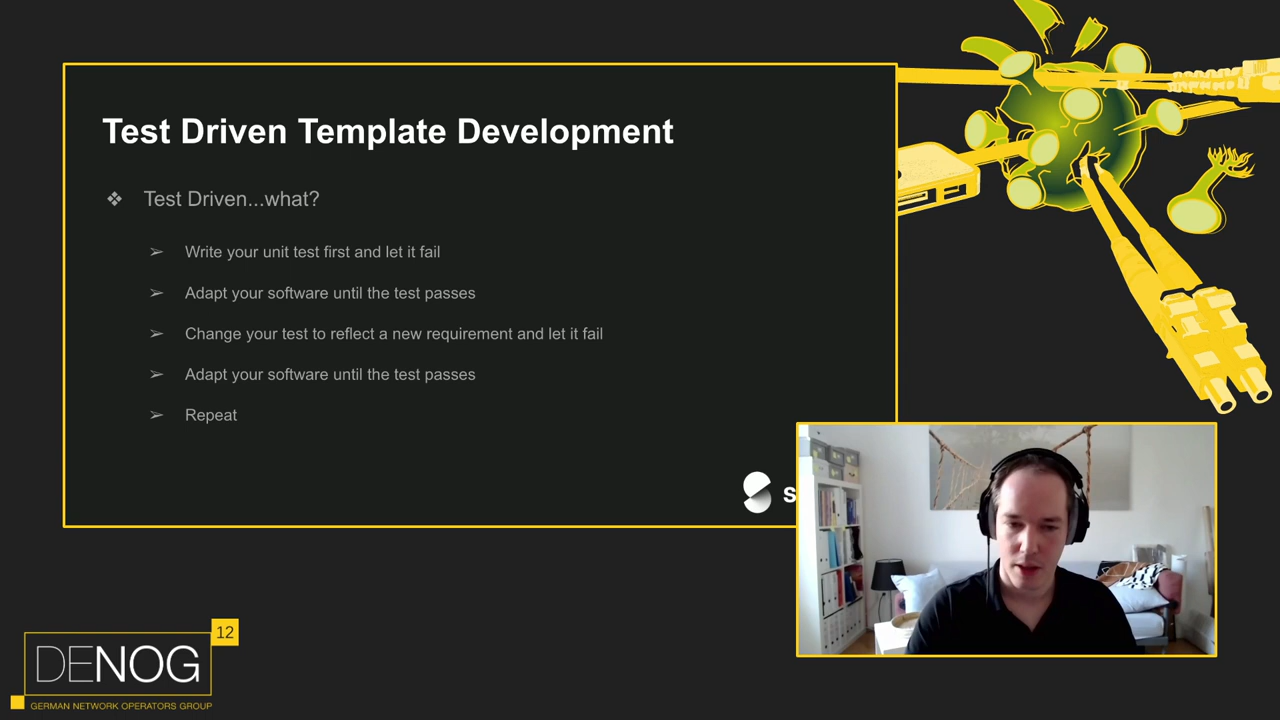 Test Driven Template Development
❖ Test Driven...what?
➢ Write your unit test first and let it fail
➢ Adapt your software until the test passes
➢ Change your test to reflect a new requirement and let it fail
➢ Adapt your software until the test passes
➢ Repeat
s
12
DENOG
GERMAN NETWORK OPERATORS GROUP